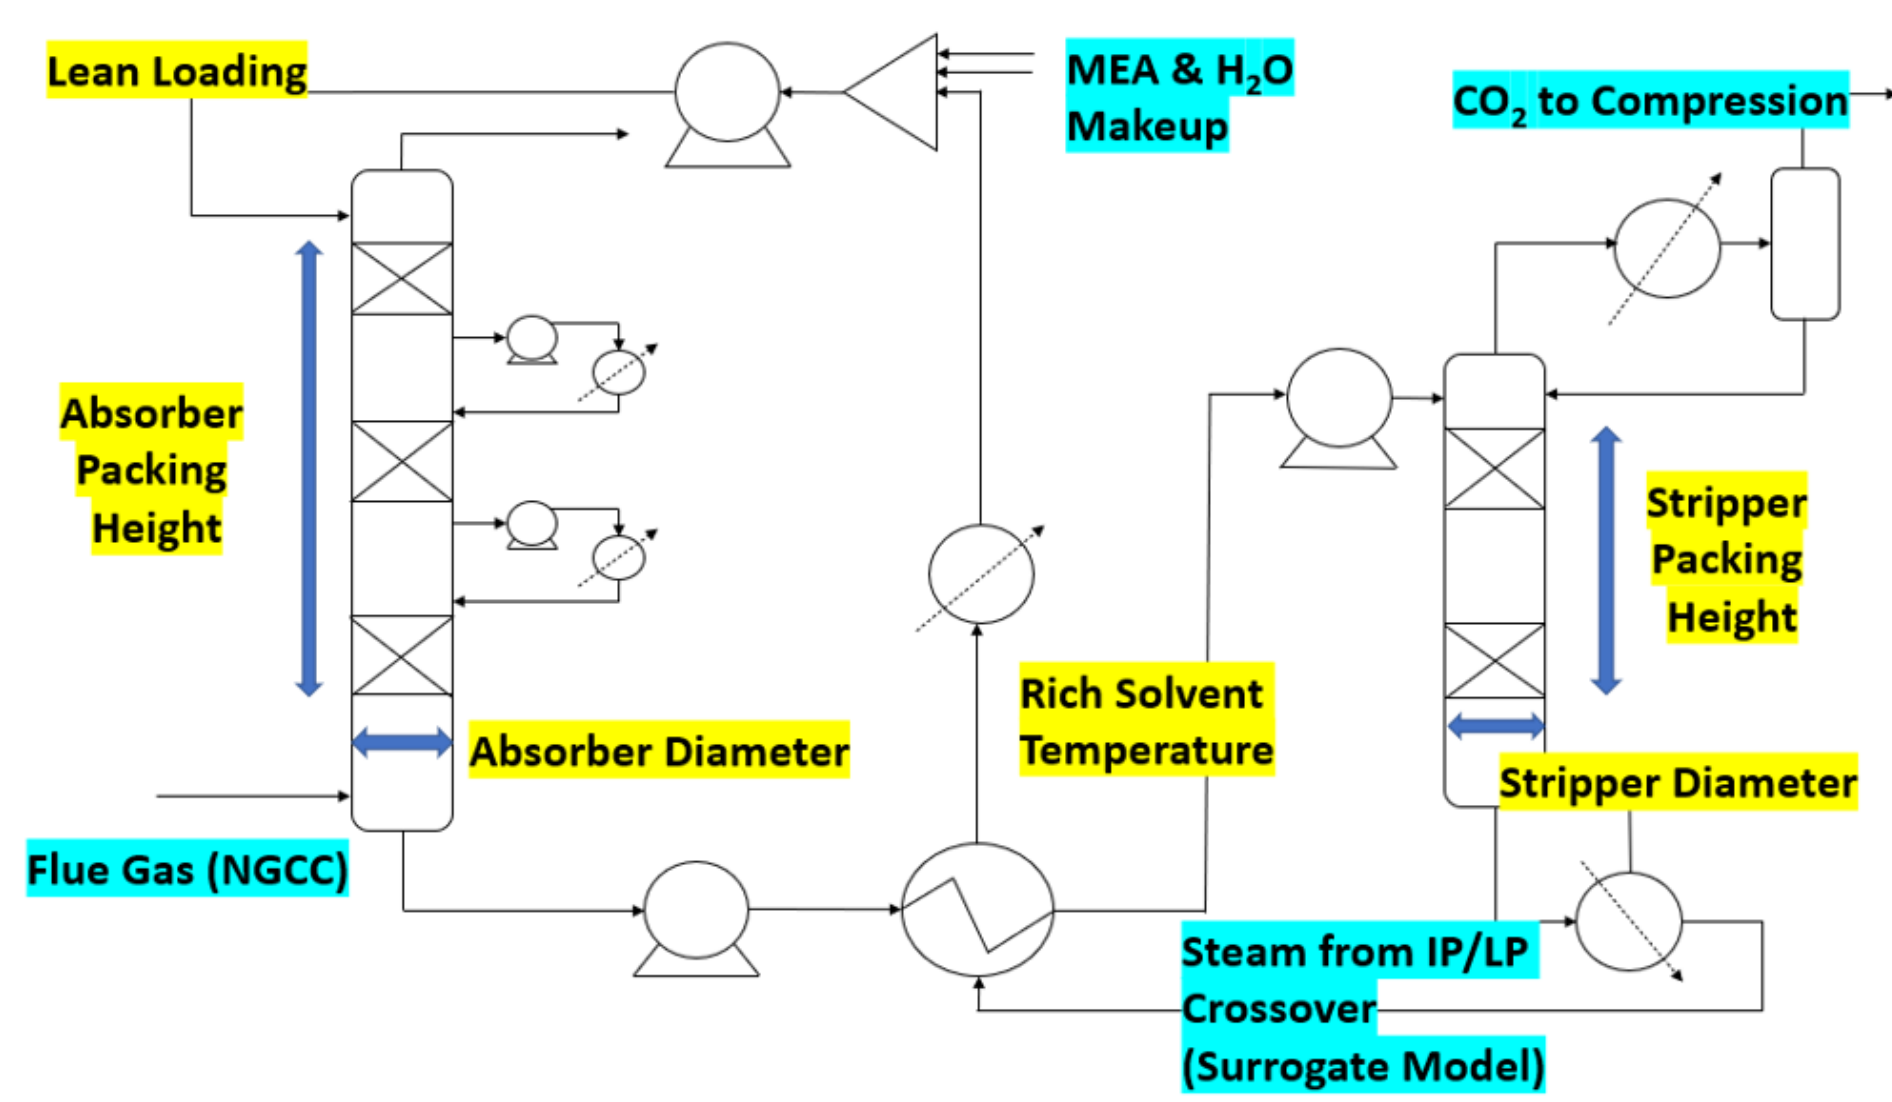 Lean Loading
MEA & H₂O
Makeup
CO₂ to Compression
Absorber
Packing
Height
Stripper
Packing
Height
Rich Solvent
Temperature
Absorber Diameter
Stripper Diameter
Flue Gas (NGCC)
Steam from IP/LP
Crossover
(Surrogate Model)